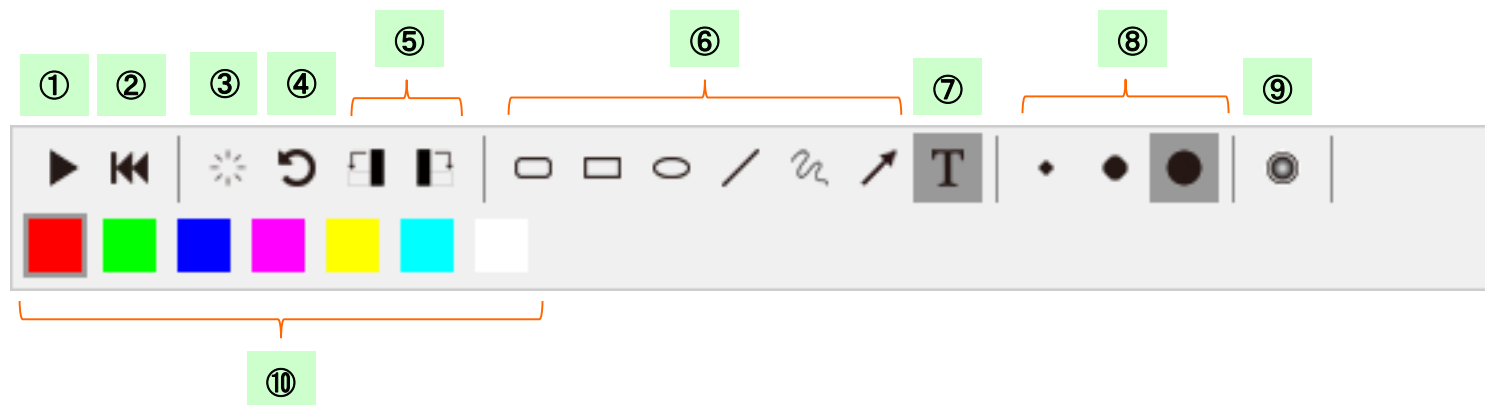 ⑤ ⑥ ⑧
① ② ③ ④ ⑦ ⑨
T
⑩